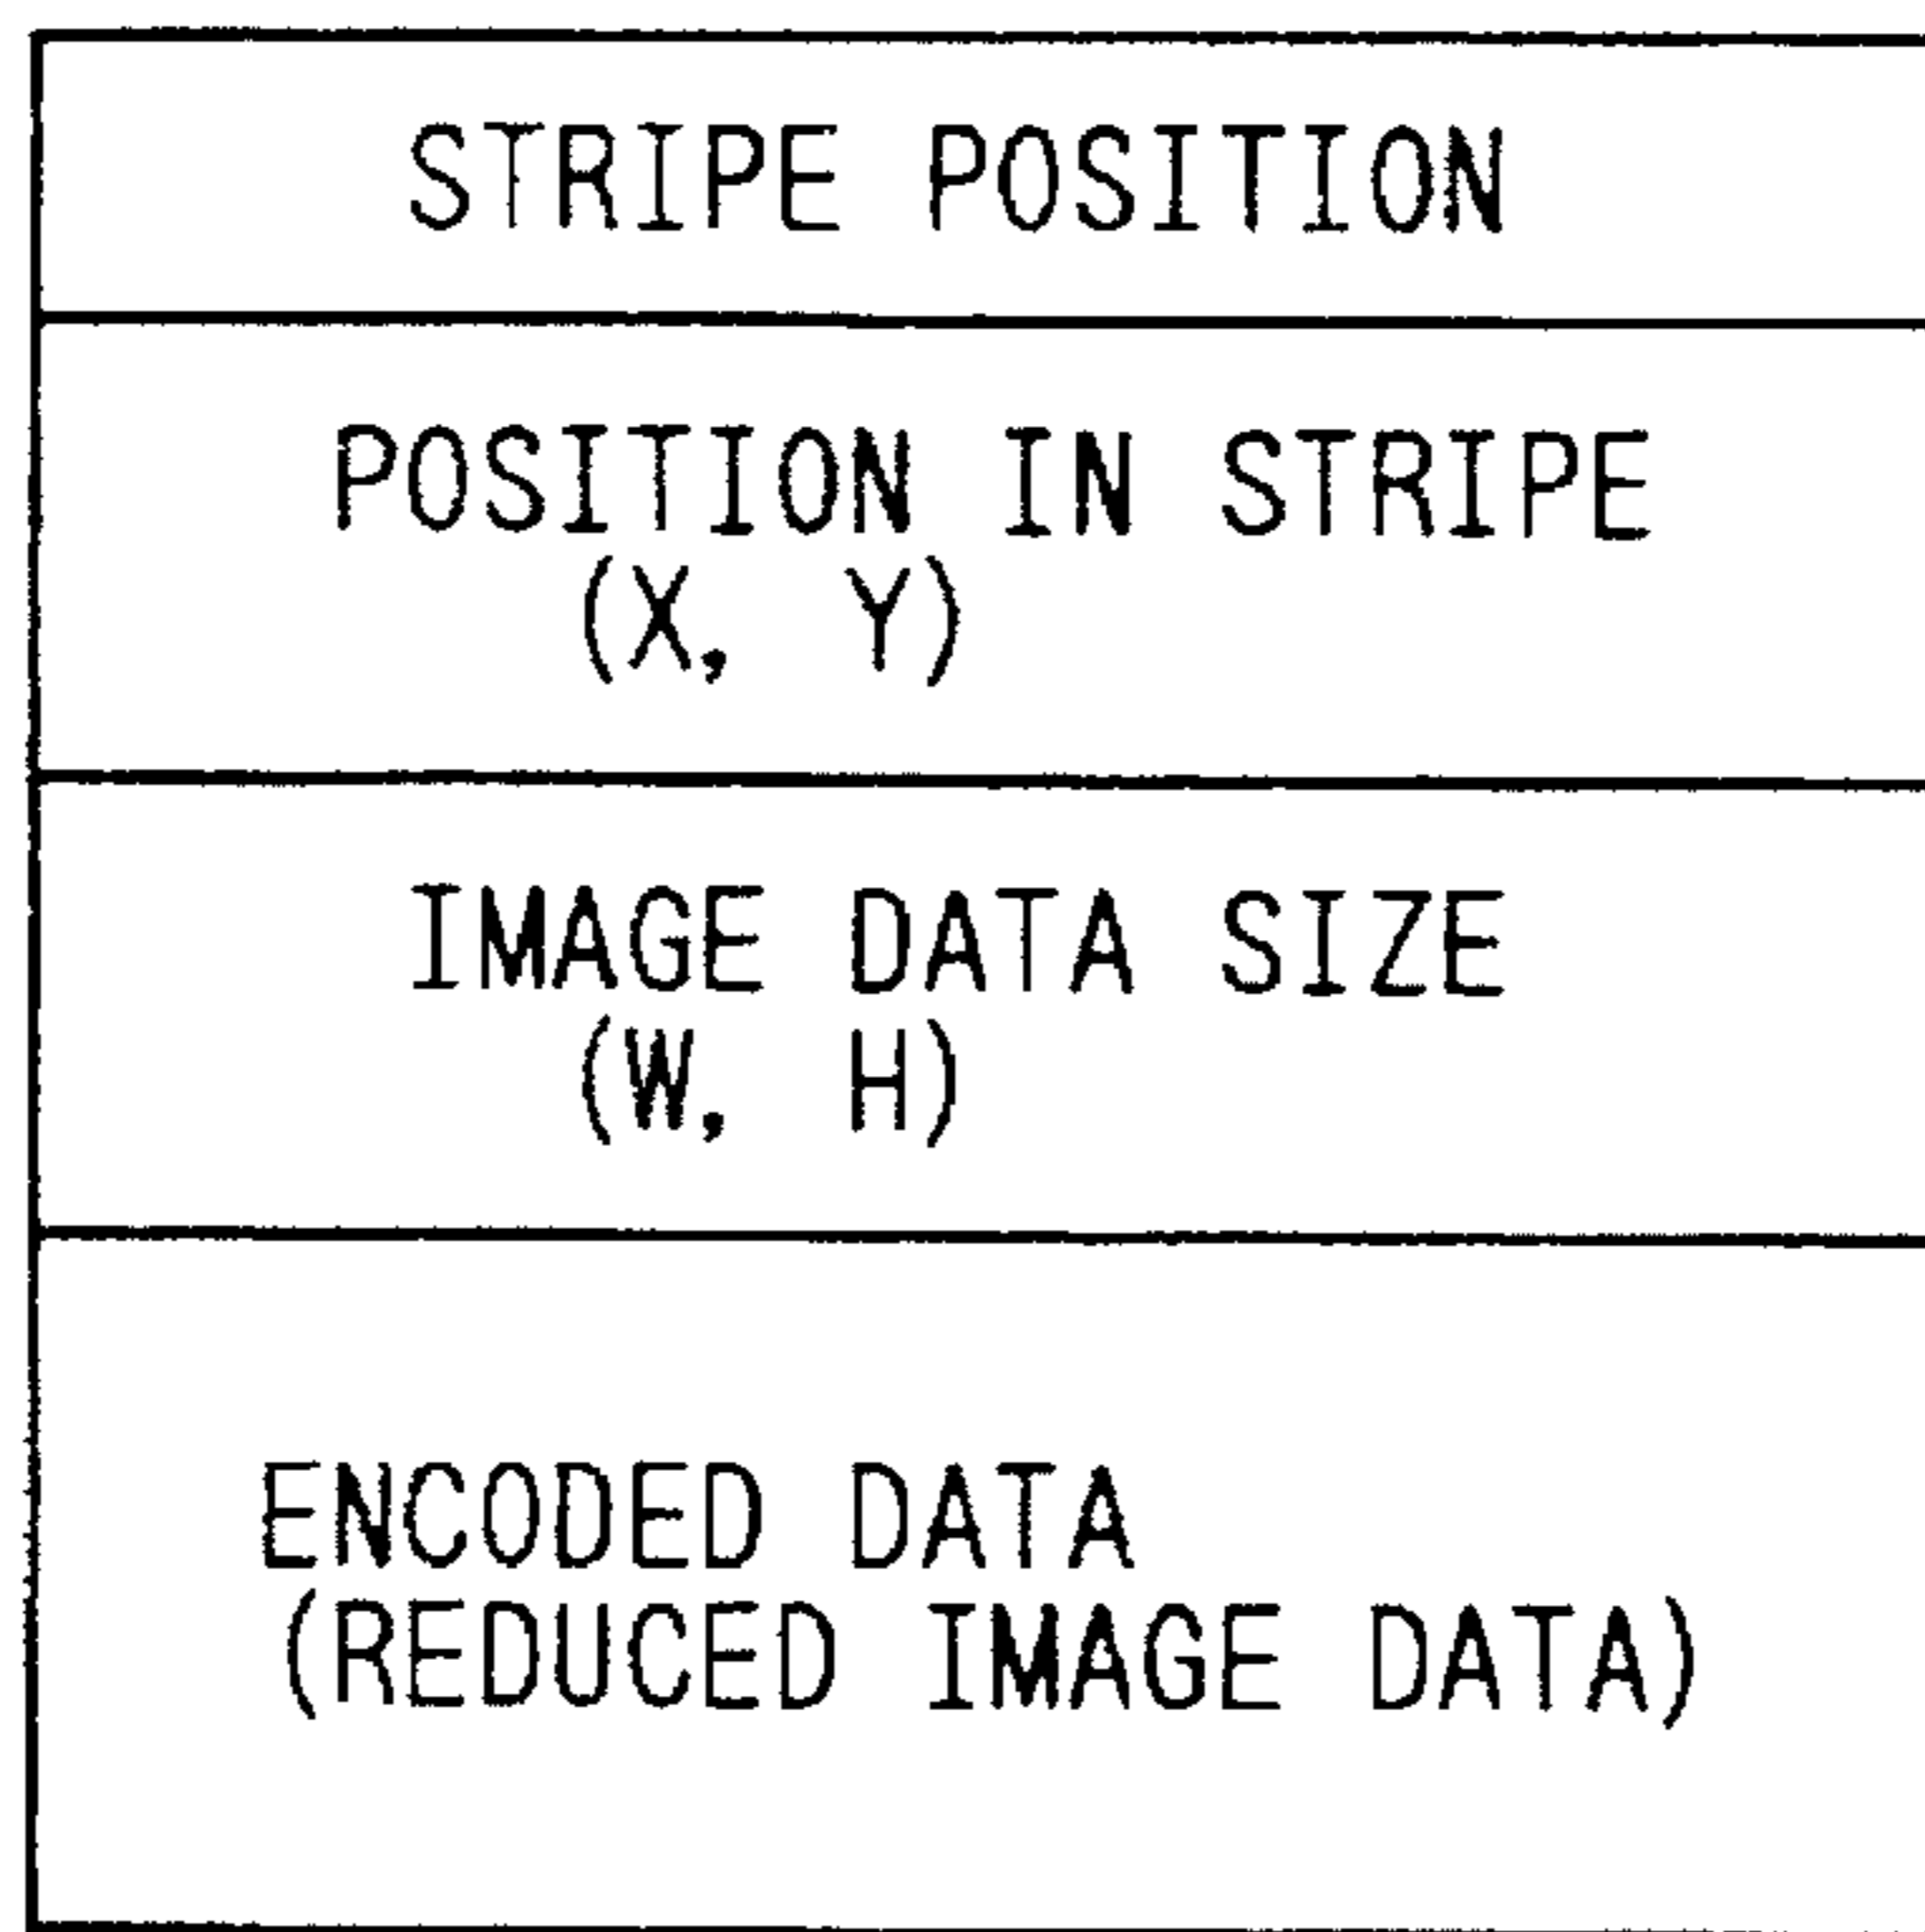 STRIPE POSITION
POSITION IN STRIPE
(X, Y)
IMAGE DATA SIZE
(W, H)
ENCODED DATA
(REDUCED IMAGE DATA)